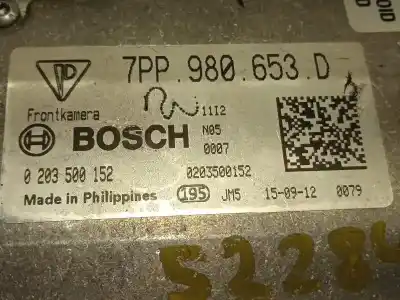 7PP.980.653.D
Frontkamera
11I2
BOSCH
N05
0007
0 203 500 152
0203500152
Made in Philippines
195
JM5
15-09-12
0079